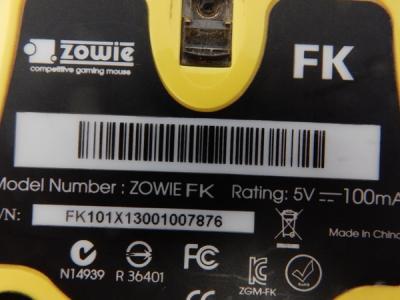 zowie FK
competitive gaming mouse
Model Number : ZOWIE FK Rating: 5V 100mA
/N: FK101X13001007876
Made in China
N14939 R 36401 FC ZGM-FK
CE